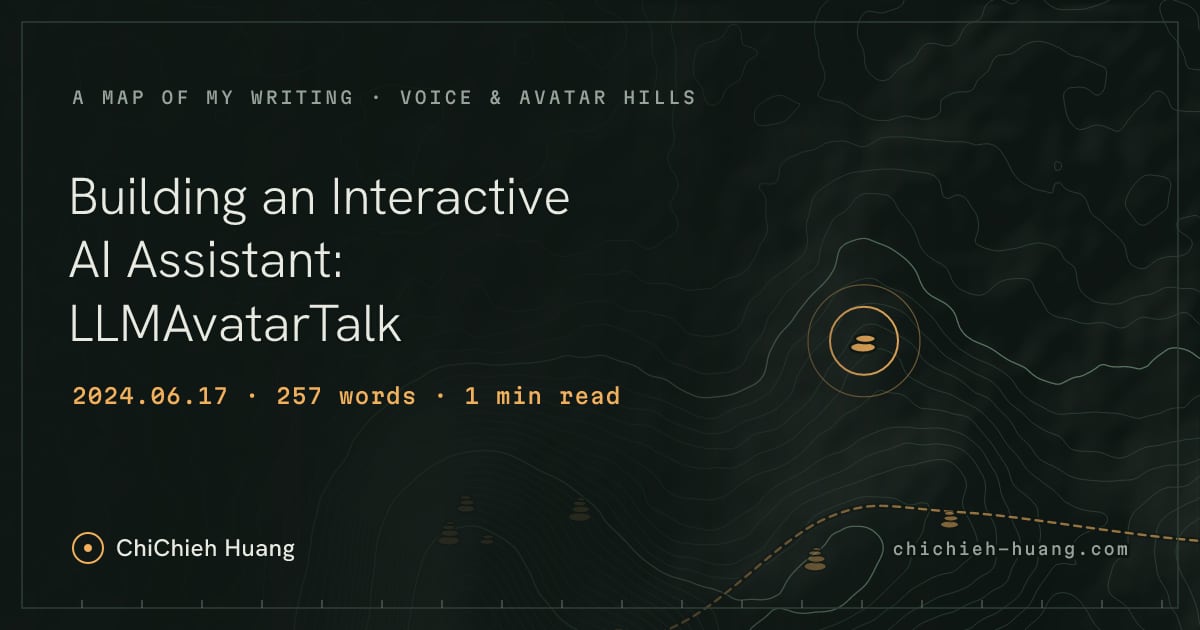 A MAP OF MY WRITING · VOICE & AVATAR HILLS
Building an Interactive
AI Assistant:
LLMAvatarTalk
2024.06.17 · 257 words · 1 min read
ChiChieh Huang
chichieh-huang.com